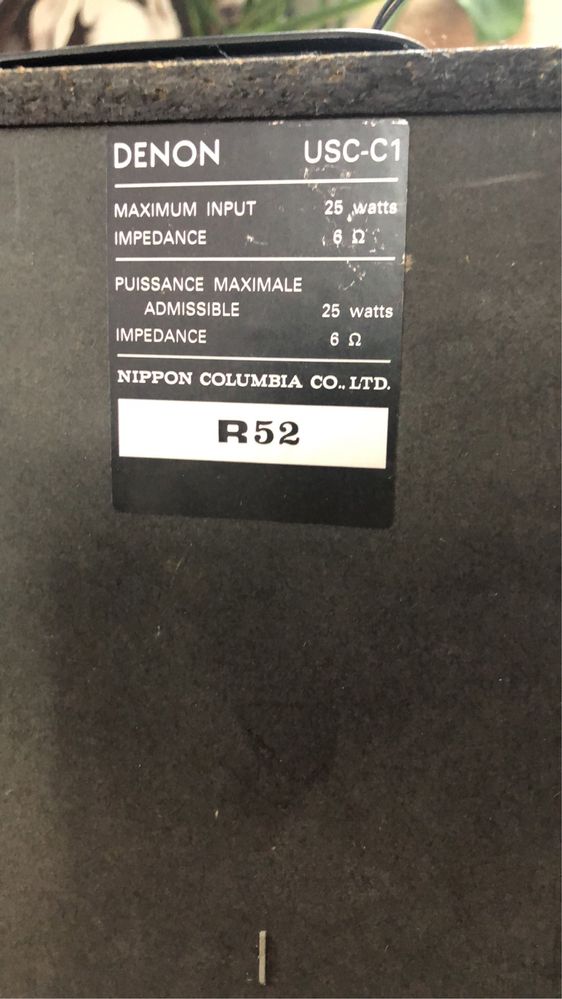 DENON USC-C1
MAXIMUM INPUT 25 watts
IMPEDANCE 6 Ω
PUISSANCE MAXIMALE
ADMISSIBLE 25 watts
IMPEDANCE 6 Ω
NIPPON COLUMBIA CO., LTD.
R52